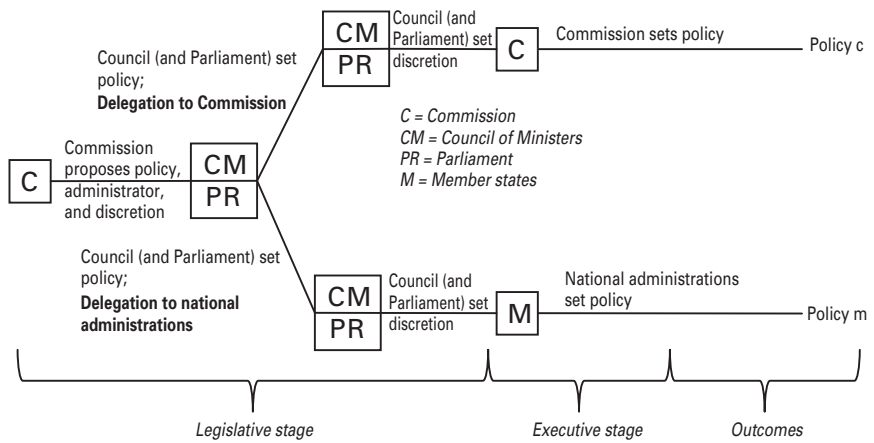 Council (and Parliament) set
policy;
Delegation to Commission
CM
PR
Council (and
Parliament) set
discretion
C
Commission sets policy
Policy c
C = Commission
CM = Council of Ministers
PR = Parliament
M = Member states
C
Commission
proposes policy,
administrator,
and discretion
CM
PR
Council (and Parliament) set
policy;
Delegation to national
administrations
CM
PR
Council (and
Parliament) set
discretion
M
National administrations
set policy
Policy m
Legislative stage
Executive stage
Outcomes